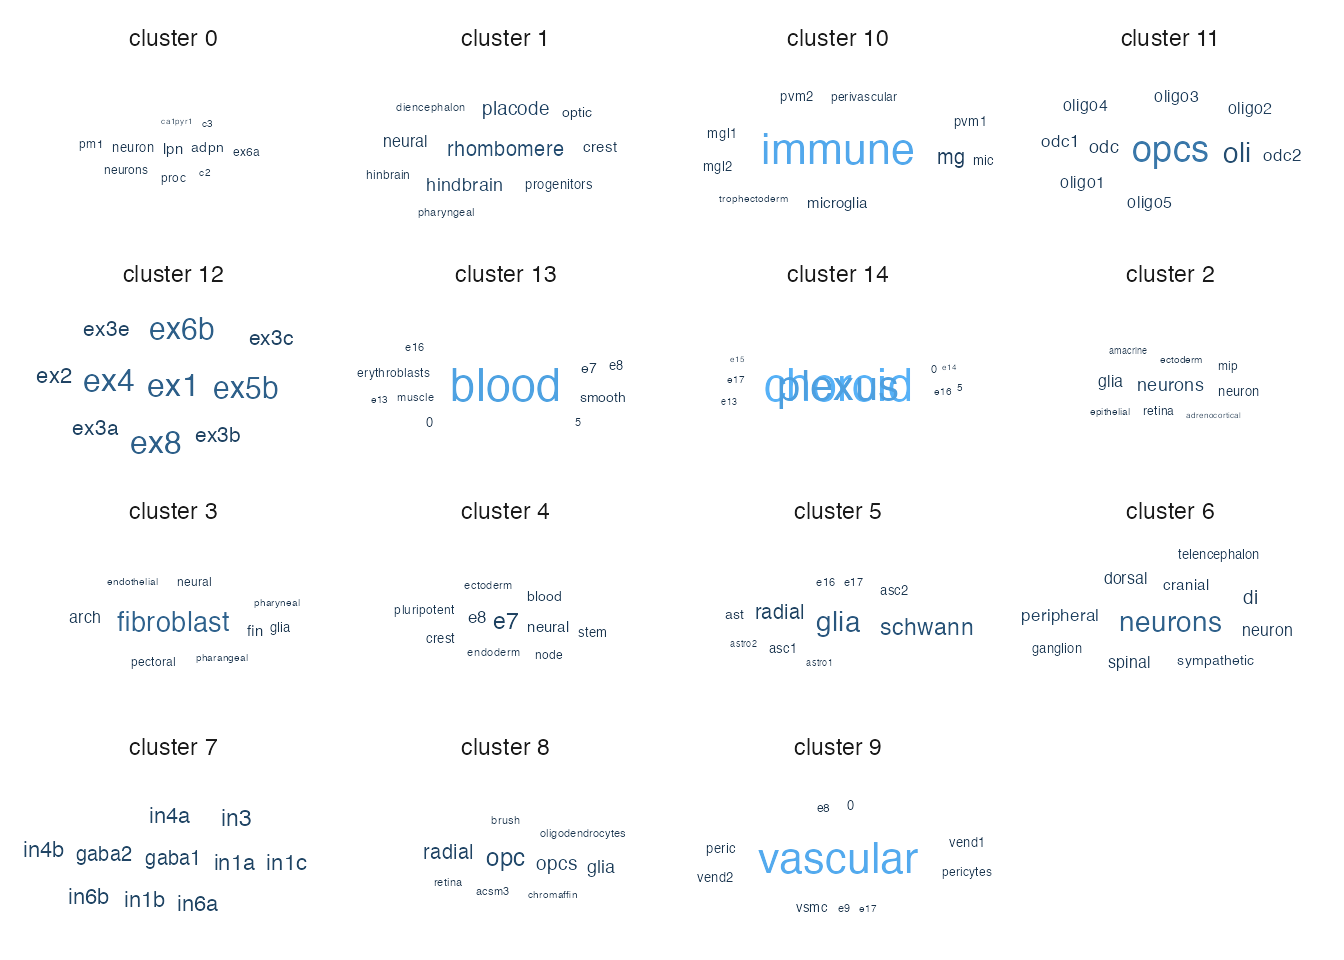 cluster 0
ca1pyr1 c3
pm1 neuron lpn adpn ex6a
neurons proc c2
cluster 1
diencephalon placode optic
neural rhombomere crest
hinbrain hindbrain progenitors
pharyngeal
cluster 10
pvm2 perivascular
mgl1 immune pvm1
mgl2 mg mic
trophectoderm microglia
cluster 11
oligo4 oligo3 oligo2
odc1 odc opcs oli odc2
oligo1 oligo5
cluster 12
ex3e ex6b ex3c
ex2 ex4 ex1 ex5b
ex3a ex8 ex3b
cluster 13
e16
erythroblasts blood e7 e8
e13 muscle smooth
0 5
cluster 14
e15 0 e14
e17 choroid plexus e16 5
e13
cluster 2
amacrine ectoderm mip
glia neurons neuron
epithelial retina adrenocortical
cluster 3
endothelial neural
arch fibroblast pharyneal
fin glia
pectoral pharangeal
cluster 4
ectoderm blood
pluripotent e8 e7 neural stem
crest endoderm node
cluster 5
e16 e17 asc2
ast radial glia schwann
astro2 asc1 astro1
cluster 6
telencephalon
dorsal cranial di
peripheral neurons neuron
ganglion spinal sympathetic
cluster 7
in4a in3
in4b gaba2 gaba1 in1a in1c
in6b in1b in6a
cluster 8
brush oligodendrocytes
radial opc opcs glia
retina acsm3 chromaffin
cluster 9
e8 0
peric vascular vend1
vend2 pericytes
vsmc e9 e17